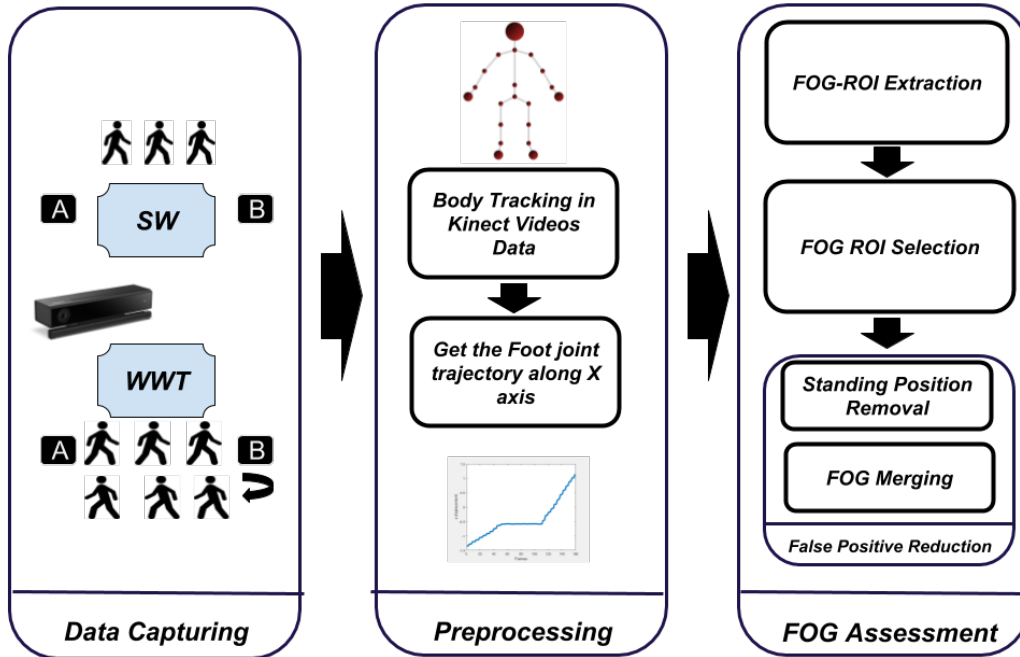 A
SW
B
WWT
A
B
Data Capturing
Body Tracking in
Kinect Videos
Data
Get the Foot joint
trajectory along X
axis
Preprocessing
FOG-ROI Extraction
FOG ROI Selection
Standing Position
Removal
FOG Merging
False Positive Reduction
FOG Assessment